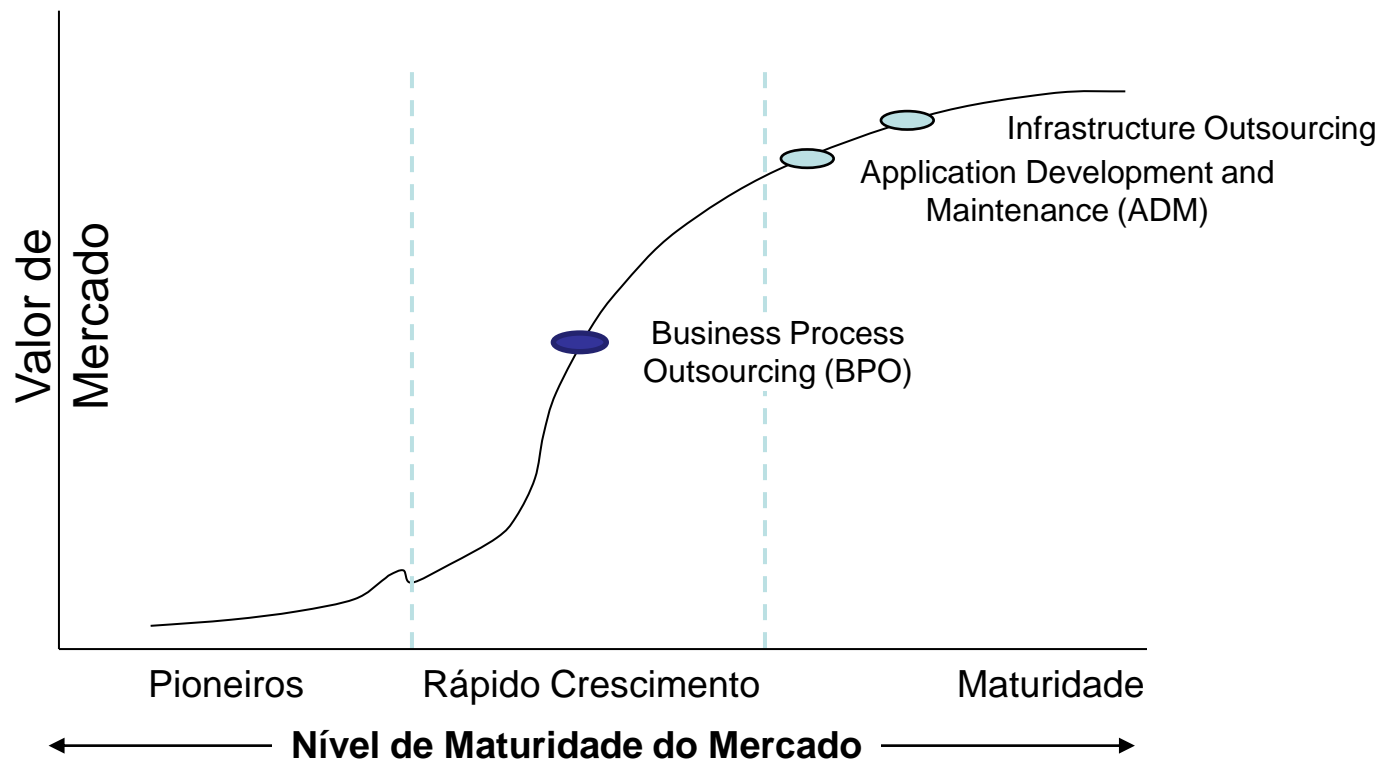 Valor de
Mercado
Infrastructure Outsourcing
Application Development and
Maintenance (ADM)
Business Process
Outsourcing (BPO)
Pioneiros
Rápido Crescimento
Maturidade
Nível de Maturidade do Mercado